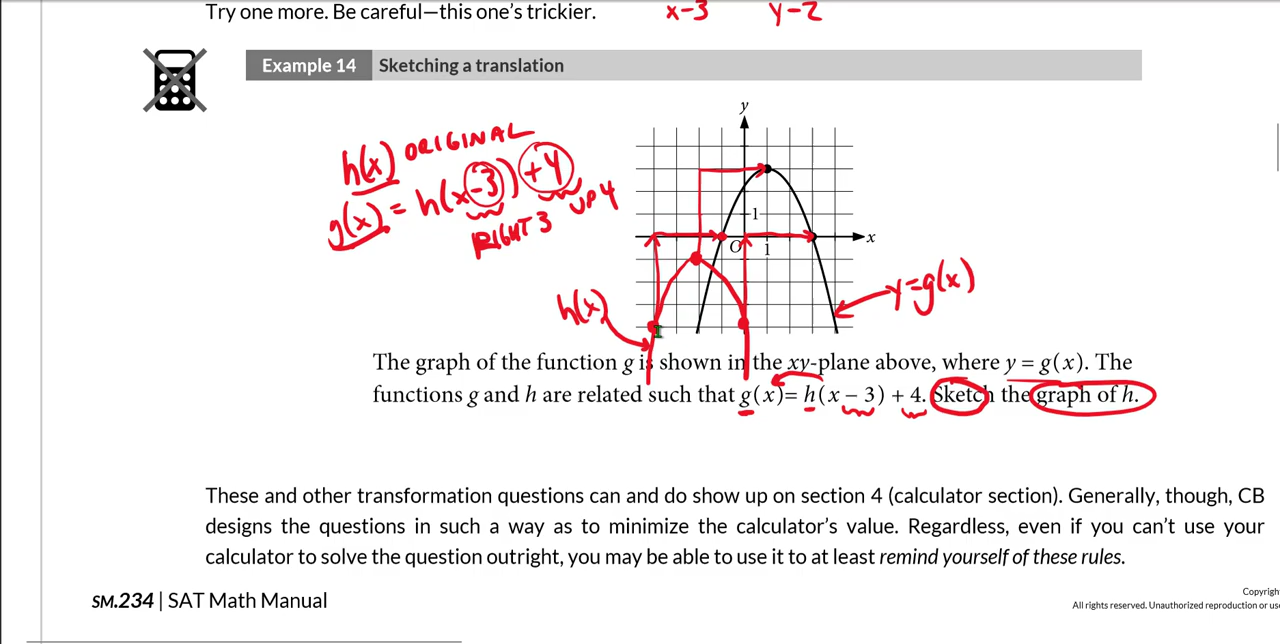 Try one more. Be careful—this one's trickier.
x-3 y-2
Example 14 Sketching a translation
h(x) ORIGINAL
g(x) = h(x-3)+4
RIGHT 3 UP 4
y
1
O 1 x
h(x)
y=g(x)
The graph of the function g is shown in the xy-plane above, where y = g(x). The
functions g and h are related such that g(x)= h(x − 3) + 4. Sketch the graph of h.
These and other transformation questions can and do show up on section 4 (calculator section). Generally, though, CB
designs the questions in such a way as to minimize the calculator's value. Regardless, even if you can't use your
calculator to solve the question outright, you may be able to use it to at least remind yourself of these rules.
SM.234 | SAT Math Manual
Copyrigh
All rights reserved. Unauthorized reproduction or us